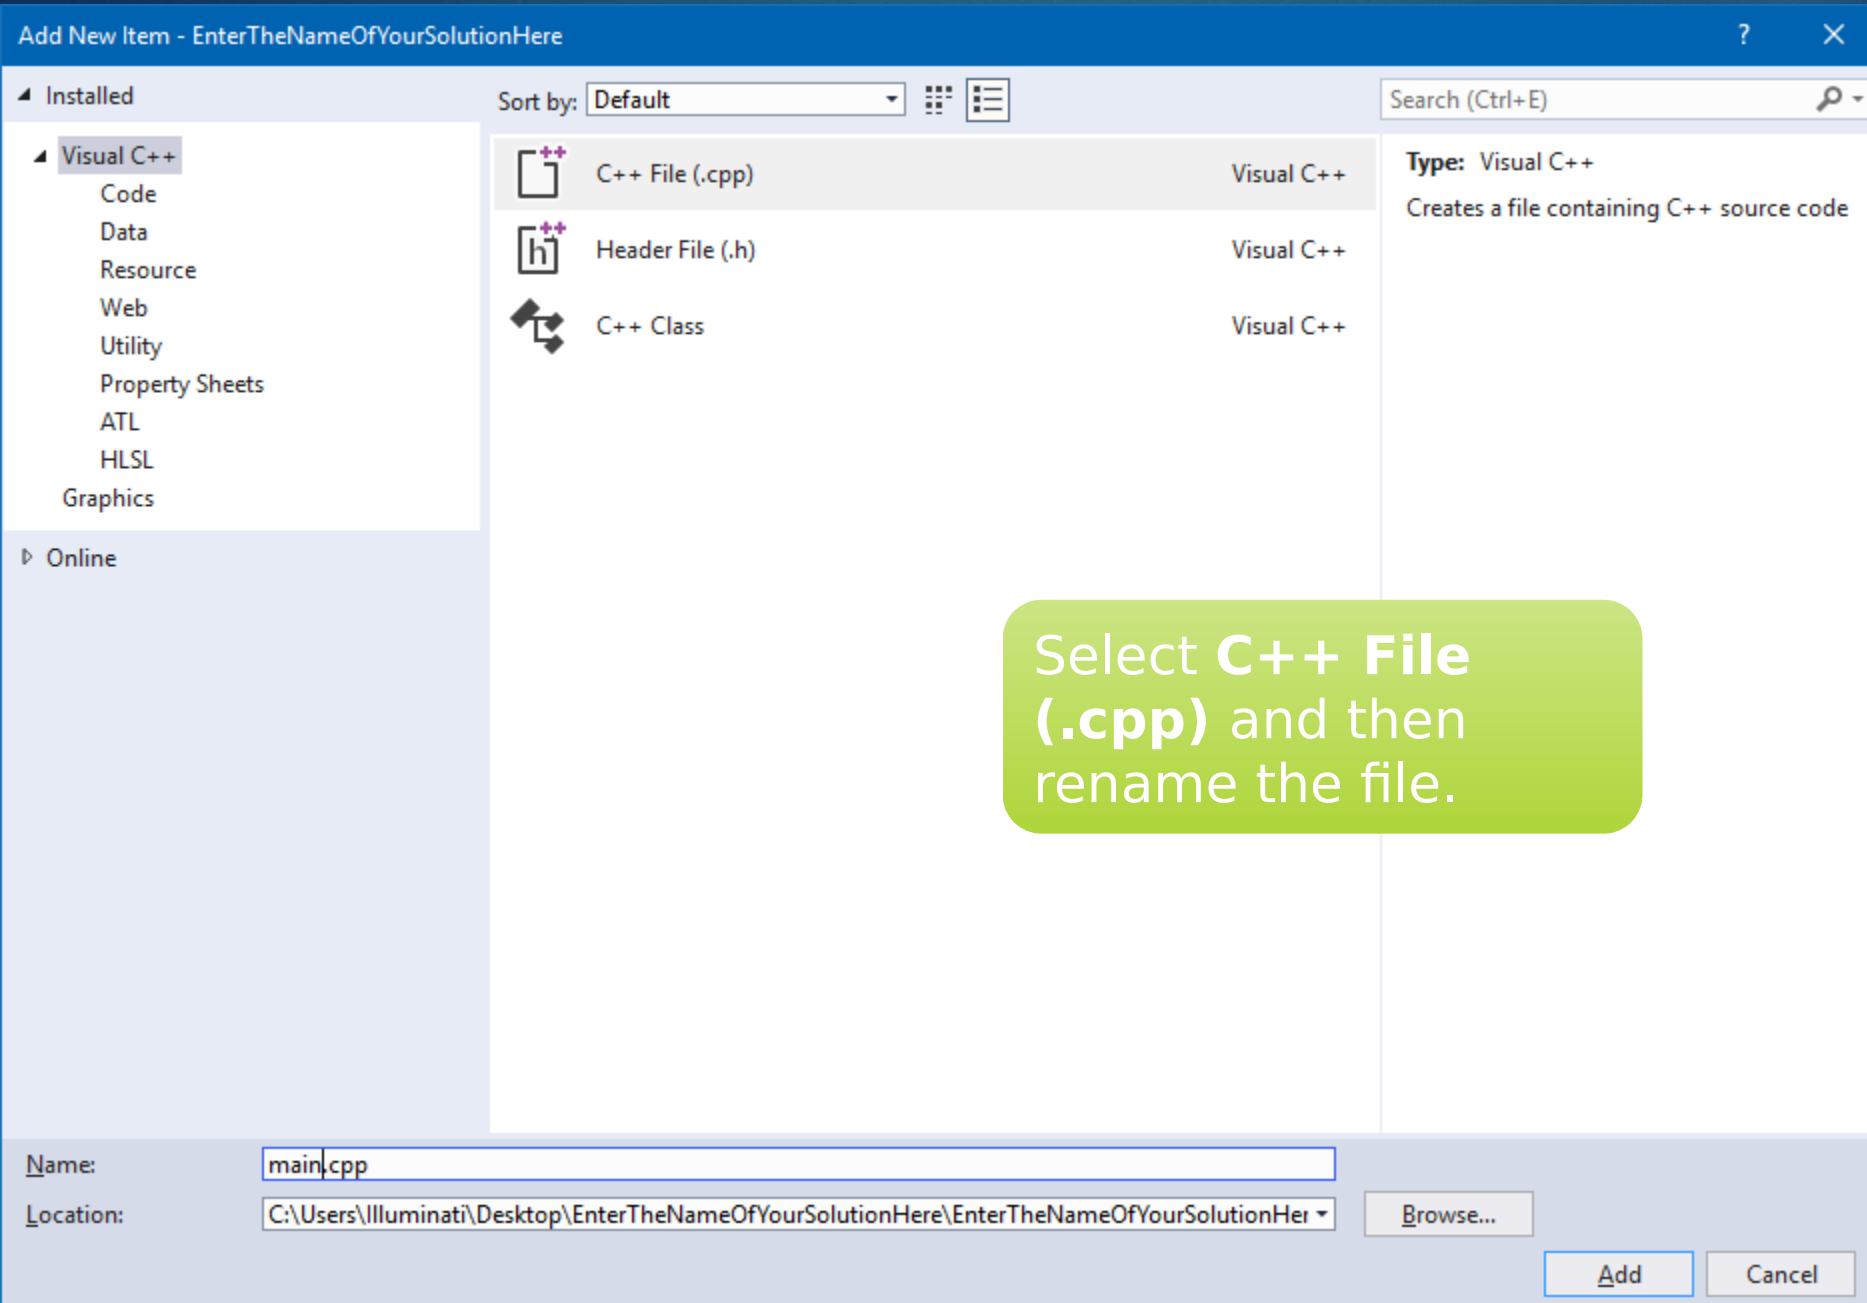 Add New Item - EnterTheNameOfYourSolutionHere
Installed
Sort by: Default
Search (Ctrl+E)
Visual C++
Code
Data
Resource
Web
Utility
Property Sheets
ATL
HLSL
Graphics
Online
C++ File (.cpp) Visual C++
Header File (.h) Visual C++
C++ Class Visual C++
Type: Visual C++
Creates a file containing C++ source code
Select C++ File
(.cpp) and then
rename the file.
Name: main.cpp
Location: C:\Users\Illuminati\Desktop\EnterTheNameOfYourSolutionHere\EnterTheNameOfYourSolutionHer
Browse...
Add Cancel